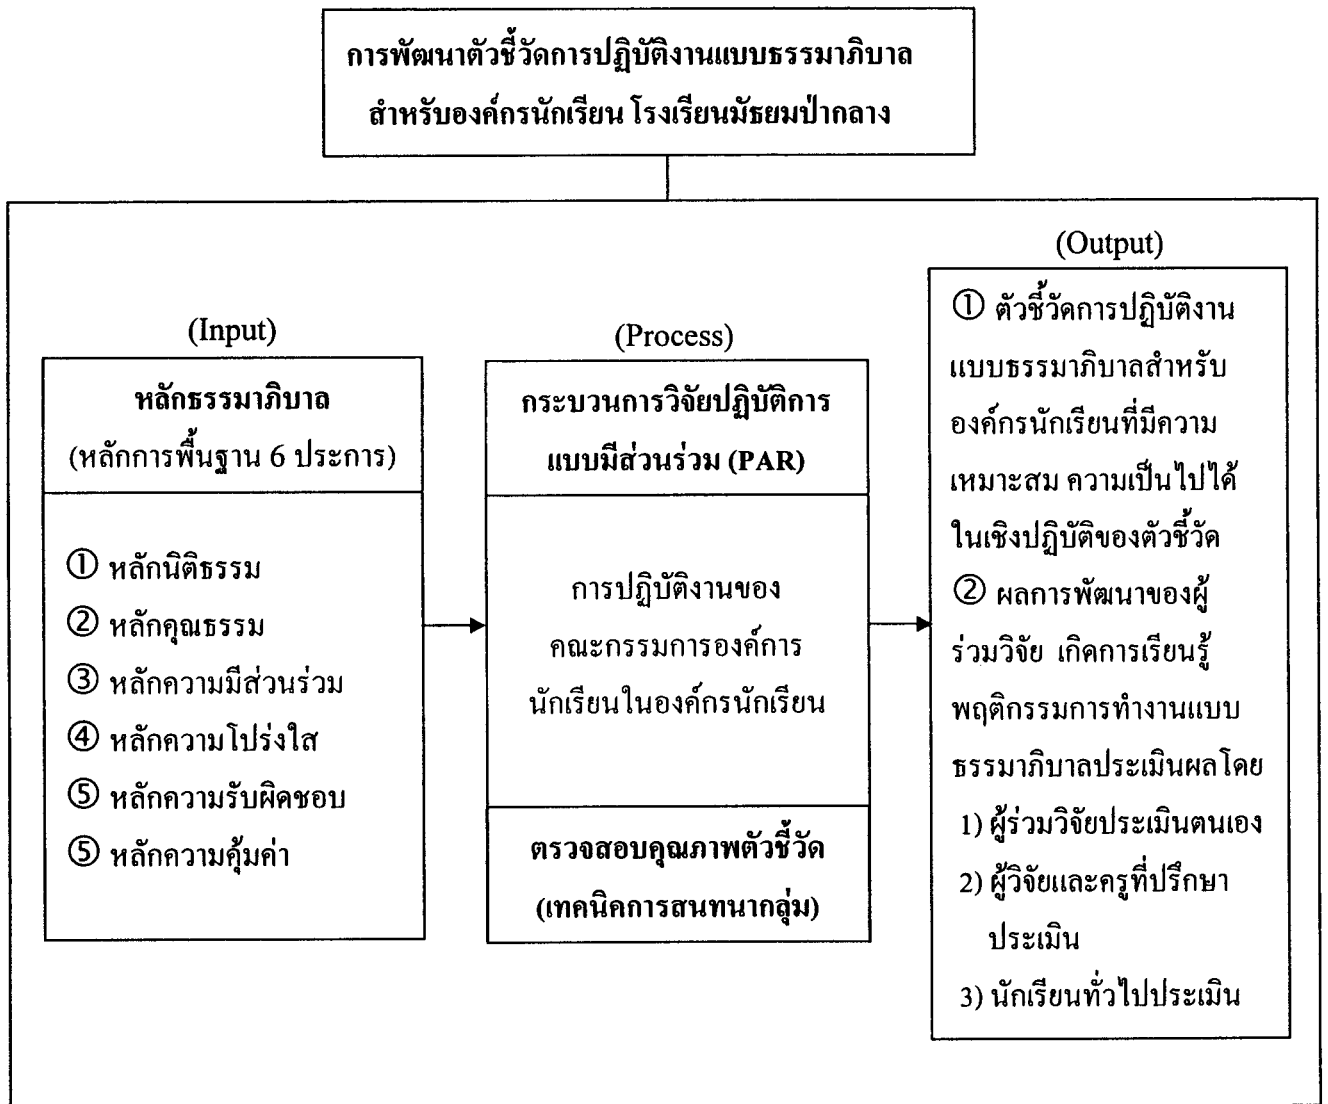 การพัฒนาตัวชี้วัดการปฏิบัติงานแบบธรรมาภิบาล
สำหรับองค์กรนักเรียน โรงเรียนมัธยมป่ากลาง
(Input)
หลักธรรมาภิบาล
(หลักการพื้นฐาน 6 ประการ)
① หลักนิติธรรม
② หลักคุณธรรม
③ หลักความมีส่วนร่วม
④ หลักความโปร่งใส
⑤ หลักความรับผิดชอบ
⑤ หลักความคุ้มค่า
(Process)
กระบวนการวิจัยปฏิบัติการ
แบบมีส่วนร่วม (PAR)
การปฏิบัติงานของ
คณะกรรมการองค์การ
นักเรียนในองค์กรนักเรียน
ตรวจสอบคุณภาพตัวชี้วัด
(เทคนิคการสนทนากลุ่ม)
(Output)
① ตัวชี้วัดการปฏิบัติงาน
แบบธรรมาภิบาลสำหรับ
องค์กรนักเรียนที่มีความ
เหมาะสม ความเป็นไปได้
ในเชิงปฏิบัติของตัวชี้วัด
② ผลการพัฒนาของผู้
ร่วมวิจัย เกิดการเรียนรู้
พฤติกรรมการทำงานแบบ
ธรรมาภิบาลประเมินผลโดย
1) ผู้ร่วมวิจัยประเมินตนเอง
2) ผู้วิจัยและครูที่ปรึกษา
ประเมิน
3) นักเรียนทั่วไปประเมิน